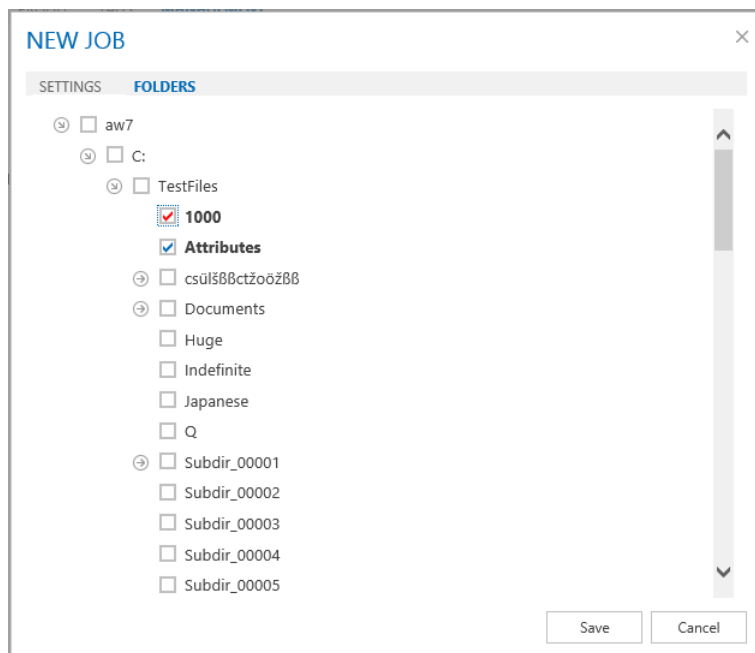 NEW JOB
SETTINGS FOLDERS
aw7
C:
TestFiles
1000
Attributes
csülšßßctžoöžßß
Documents
Huge
Indefinite
Japanese
Q
Subdir_00001
Subdir_00002
Subdir_00003
Subdir_00004
Subdir_00005
Save Cancel